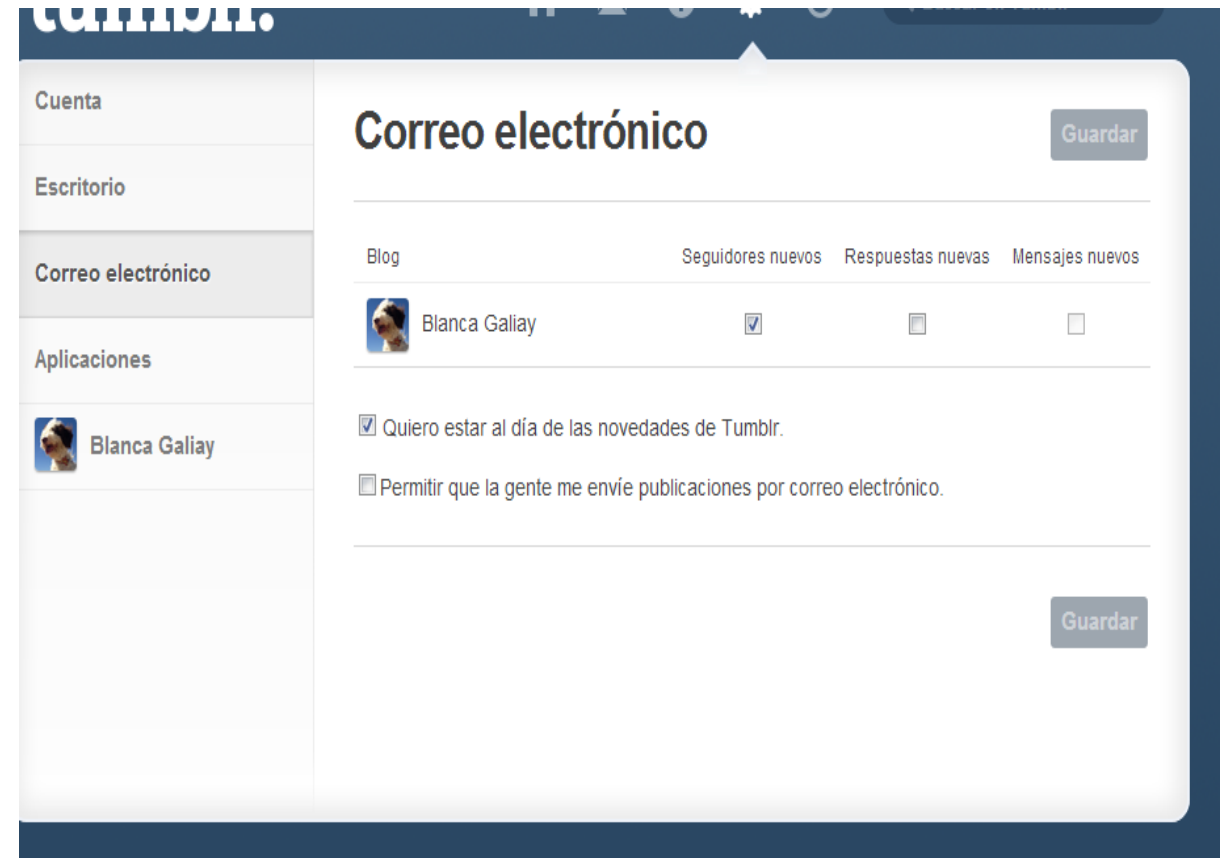 tumblr.
Cuenta
Escritorio
Correo electrónico
Aplicaciones
Blanca Galiay
Correo electrónico
Guardar
Blog Seguidores nuevos Respuestas nuevas Mensajes nuevos
Blanca Galiay
Quiero estar al día de las novedades de Tumblr.
Permitir que la gente me envíe publicaciones por correo electrónico.
Guardar